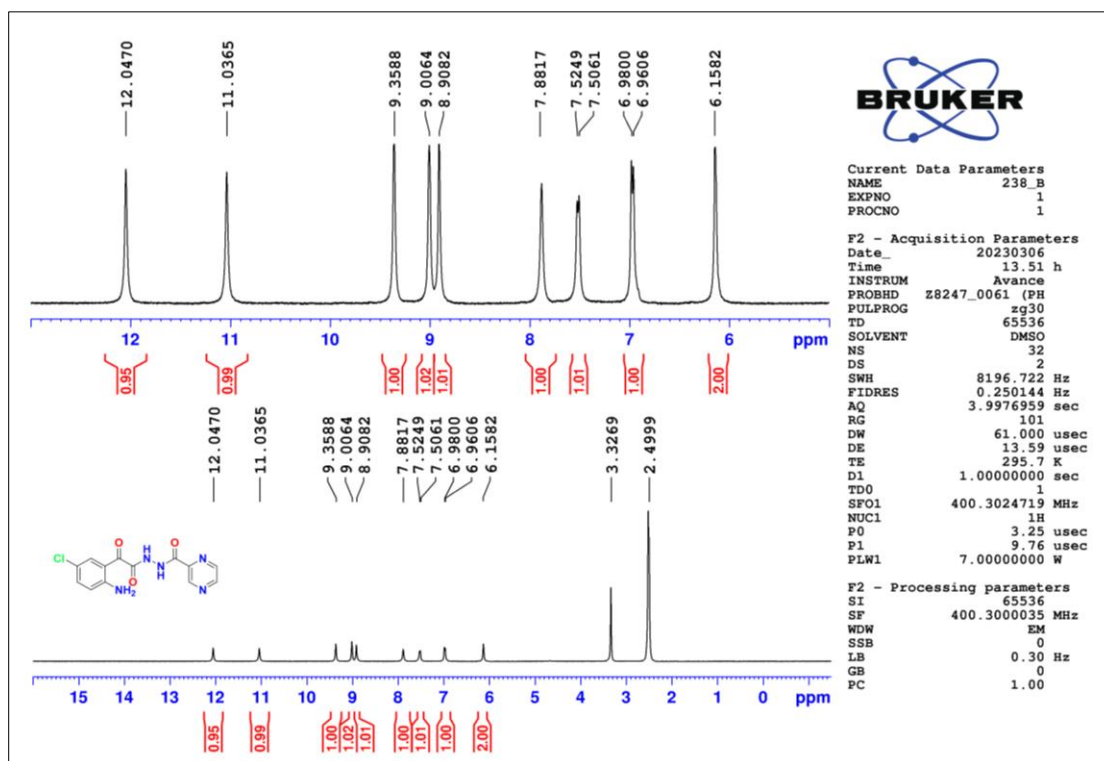 12.0470
11.0365
9.3588
9.0064
8.9082
7.8817
7.5249
7.5061
6.9800
6.9606
6.1582
12 11 10 9 8 7 6 ppm
0.95
0.99
1.00
1.02
1.01
1.00
1.01
1.00
2.00
12.0470
11.0365
9.3588
9.0064
8.9082
7.8817
7.5249
7.5061
6.9800
6.9606
6.1582
3.3269
2.4999
Cl
O
O
H
N
N
H
O
N
N
NH2
15 14 13 12 11 10 9 8 7 6 5 4 3 2 1 0 ppm
0.95
0.99
1.00
1.02
1.01
1.00
1.01
1.00
2.00
BRUKER
Current Data Parameters
NAME 238_B
EXPNO 1
PROCNO 1
F2 - Acquisition Parameters
Date_ 20230306
Time 13.51 h
INSTRUM Avance
PROBHD Z8247_0061 (PH
PULPROG zg30
TD 65536
SOLVENT DMSO
NS 32
DS 2
SWH 8196.722 Hz
FIDRES 0.250144 Hz
AQ 3.9976959 sec
RG 101
DW 61.000 usec
DE 13.59 usec
TE 295.7 K
D1 1.00000000 sec
TD0 1
SFO1 400.3024719 MHz
NUC1 1H
P0 3.25 usec
P1 9.76 usec
PLW1 7.00000000 W
F2 - Processing parameters
SI 65536
SF 400.3000035 MHz
WDW EM
SSB 0
LB 0.30 Hz
GB 0
PC 1.00